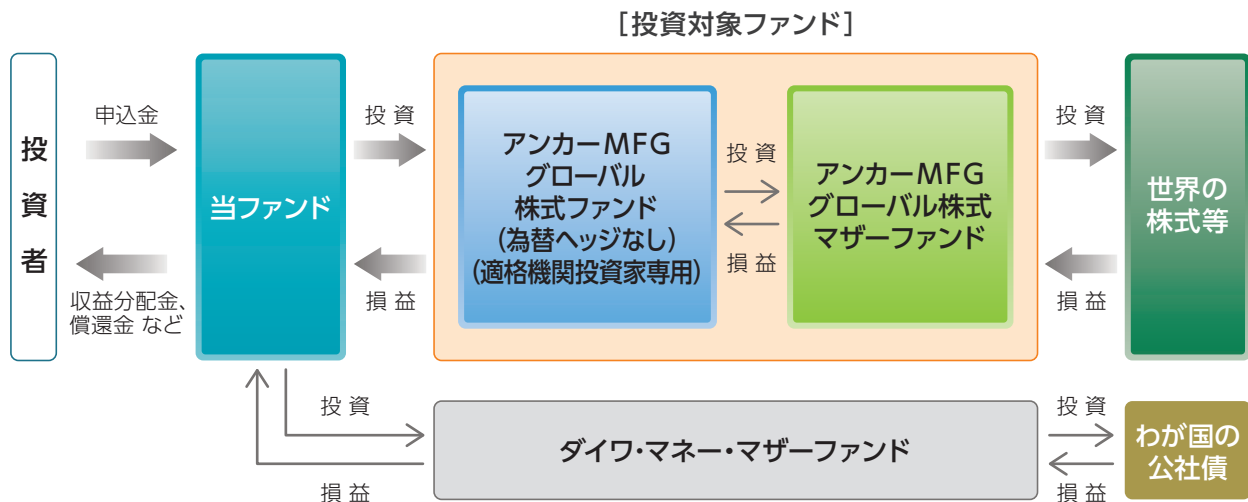 [投資対象ファンド]
投資者
申込金
収益分配金、
償還金 など
当ファンド
投 資
損 益
アンカーMFG
グローバル
株式ファンド
(為替ヘッジなし)
(適格機関投資家専用)
投 資
損 益
アンカーMFG
グローバル株式
マザーファンド
投 資
損 益
世界の
株式等
投 資
損 益
ダイワ・マネー・マザーファンド
投 資
損 益
わが国の
公社債